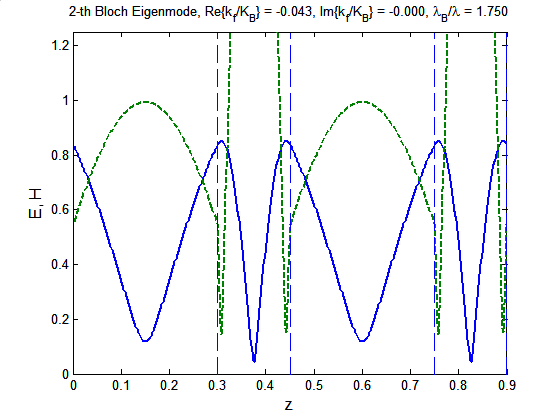 2-th Bloch Eigenmode, Re{k_f/K_B} = -0.043, Im{k_f/K_B} = -0.000, λ_B/λ = 1.750
1.2
1
0.8
0.6
0.4
0.2
0
E, H
0 0.1 0.2 0.3 0.4 0.5 0.6 0.7 0.8 0.9
z